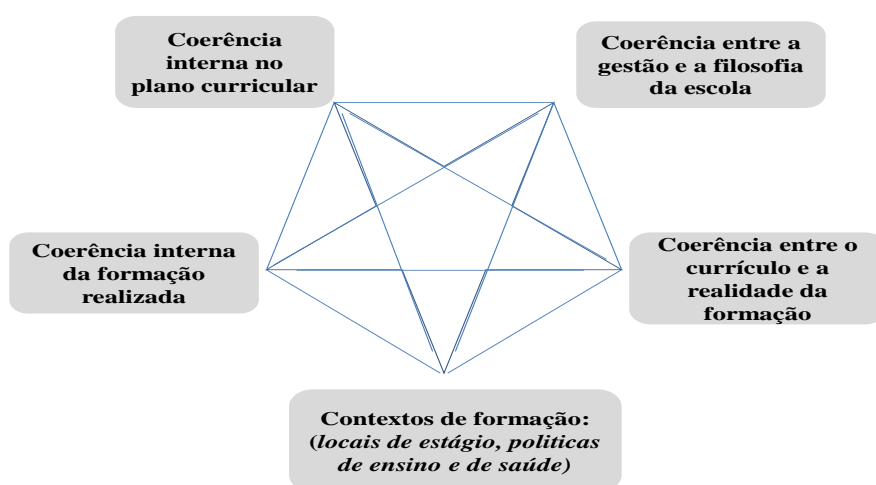 Coerência
interna no
plano curricular
Coerência entre a
gestão e a filosofia
da escola
Coerência interna
da formação
realizada
Coerência entre o
currículo e a
realidade da
formação
Contextos de formação:
(locais de estágio, politicas
de ensino e de saúde)